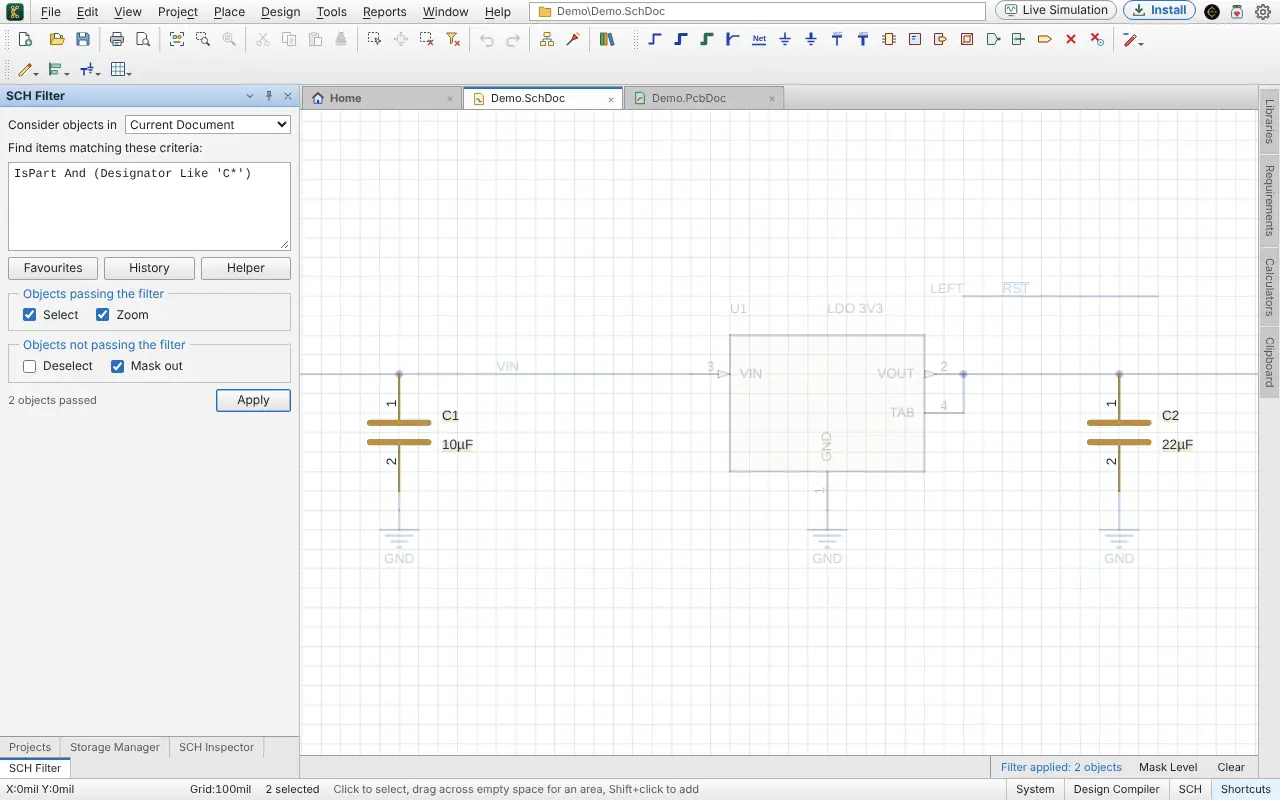 File Edit View Project Place Design Tools Reports Window Help Demo\Demo.SchDoc Live Simulation Install
Net
SCH Filter
Home Demo.SchDoc Demo.PcbDoc
Consider objects in Current Document
Find items matching these criteria:
IsPart And (Designator Like 'C*')
Favourites History Helper
Objects passing the filter
Select Zoom
Objects not passing the filter
Deselect Mask out
2 objects passed Apply
LEFT RST
U1 LDO 3V3
VIN 3 VIN VOUT 2
TAB 4
GND
1
1 C1
10µF
2
1 C2
22µF
2
GND GND GND
Libraries
Requirements
Calculators
Clipboard
Projects Storage Manager SCH Inspector
SCH Filter
Filter applied: 2 objects Mask Level Clear
X:0mil Y:0mil Grid:100mil 2 selected Click to select, drag across empty space for an area, Shift+click to add System Design Compiler SCH Shortcuts